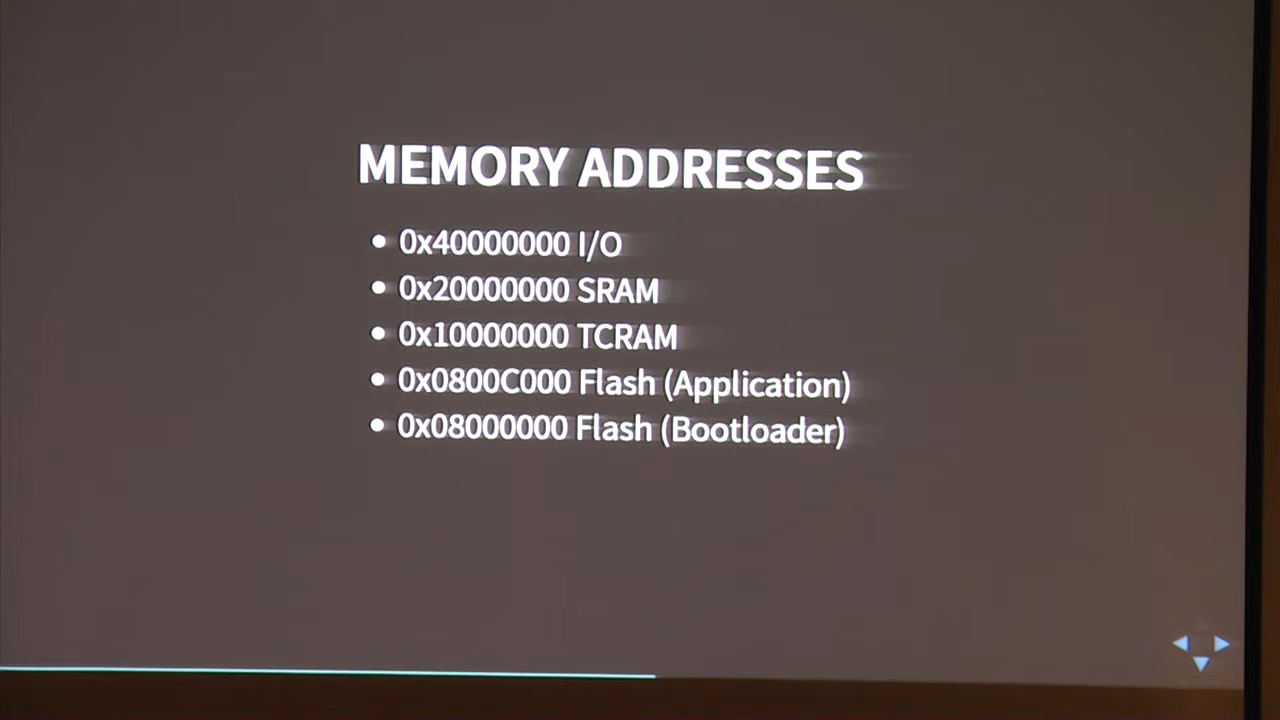 MEMORY ADDRESSES
• 0x40000000 I/O
• 0x20000000 SRAM
• 0x10000000 TCRAM
• 0x0800C000 Flash (Application)
• 0x08000000 Flash (Bootloader)